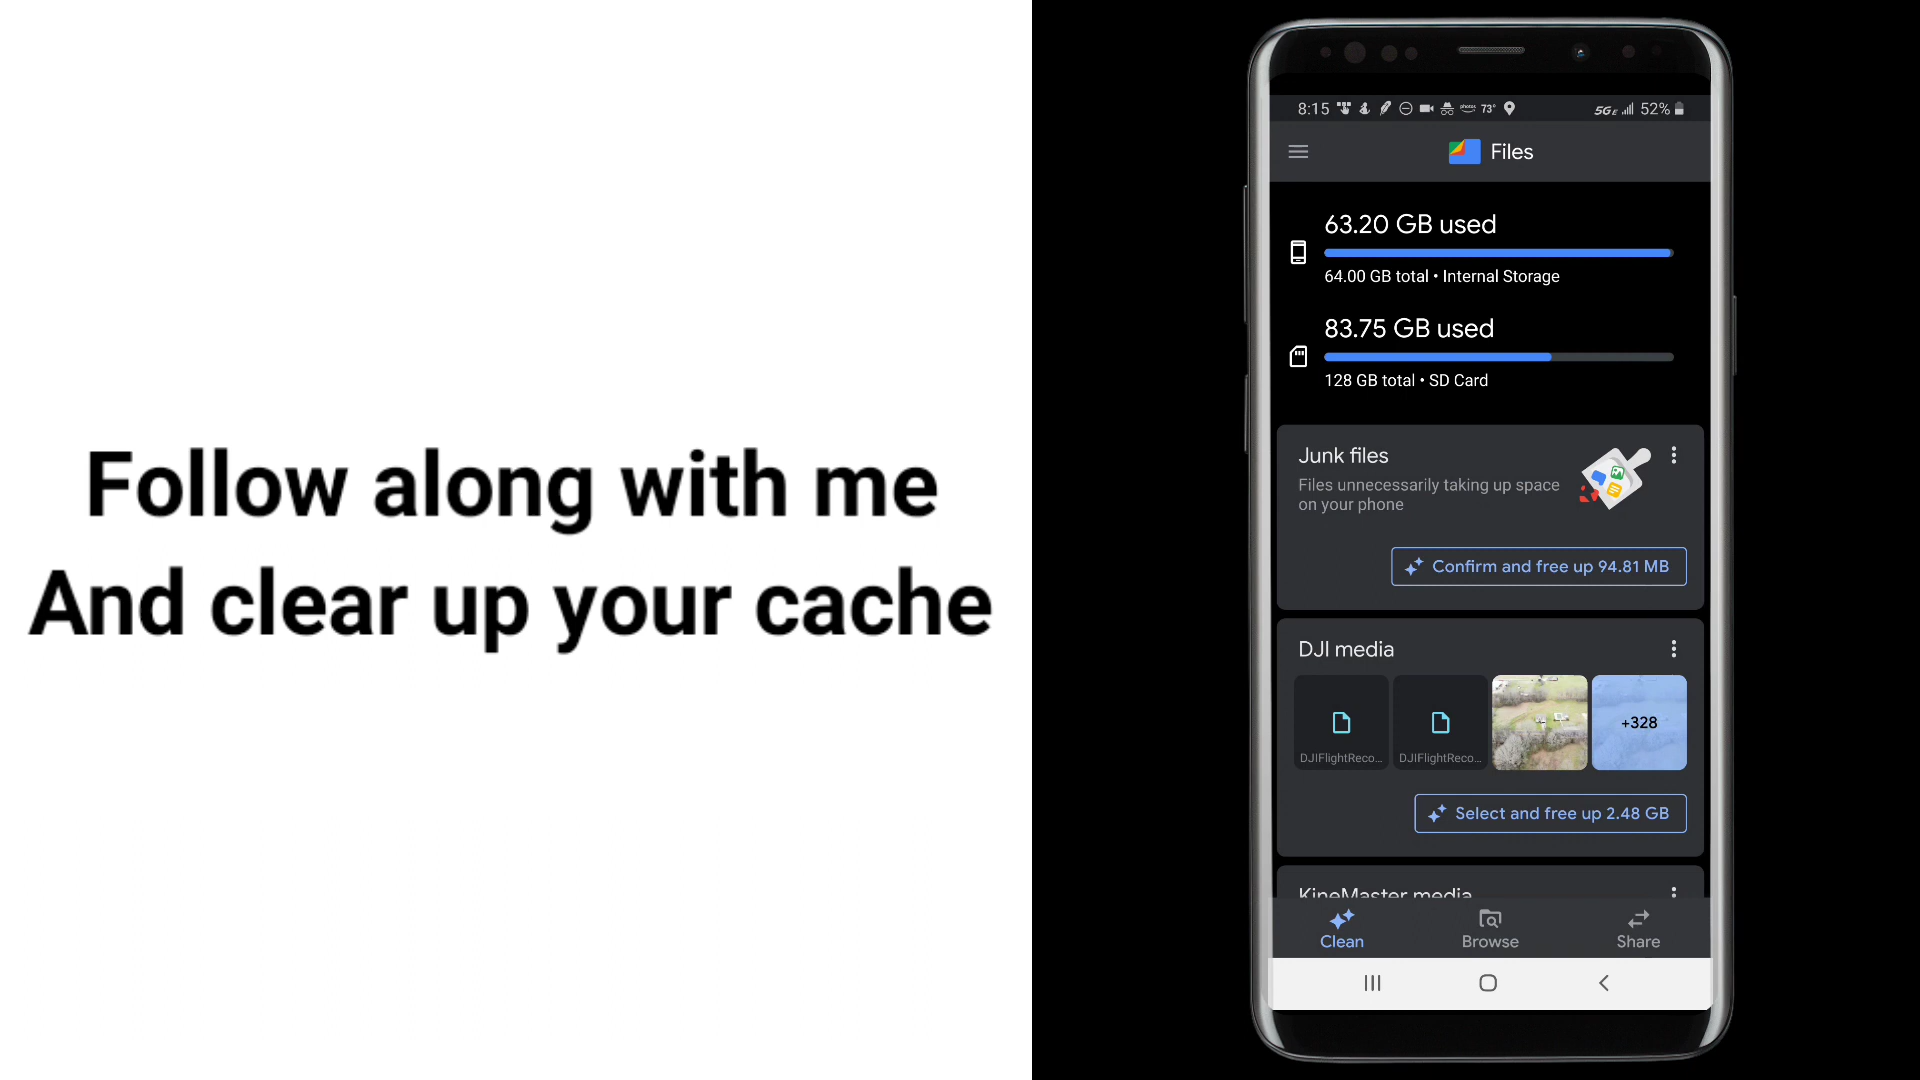 Follow along with me
And clear up your cache
8:15
photos
73°
5GE
52%
Files
63.20 GB used
64.00 GB total • Internal Storage
83.75 GB used
128 GB total • SD Card
Junk files
Files unnecessarily taking up space
on your phone
Confirm and free up 94.81 MB
DJI media
+328
DJIFlightReco...
DJIFlightReco...
Select and free up 2.48 GB
KineMaster media
Clean
Browse
Share